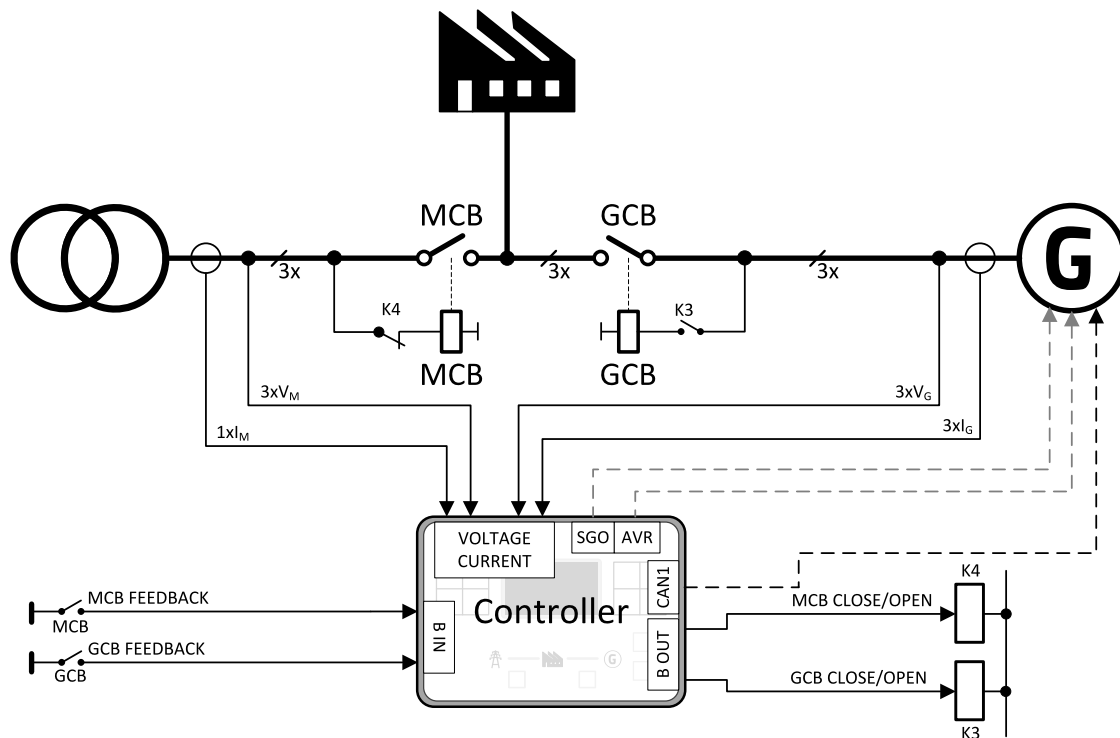 MCB
GCB
3x
3x
3x
G
K4
K3
MCB
GCB
3xVM
3xVG
1xIM
3xIG
VOLTAGE
CURRENT
SGO
AVR
CAN1
K4
MCB FEEDBACK
MCB
Controller
MCB CLOSE/OPEN
B IN
B OUT
GCB FEEDBACK
GCB
G
GCB CLOSE/OPEN
K3